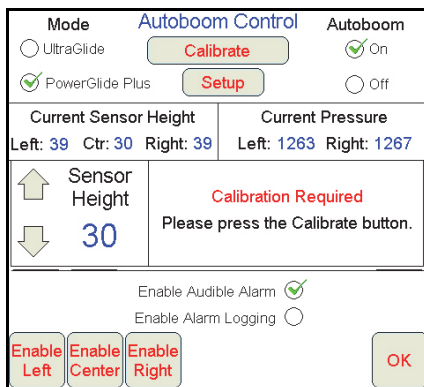 Mode
Autoboom Control
Autoboom
UltraGlide
Calibrate
On
PowerGlide Plus
Setup
Off
Current Sensor Height
Current Pressure
Left: 39 Ctr: 30 Right: 39
Left: 1263 Right: 1267
Sensor
Height
30
Calibration Required
Please press the Calibrate button.
Enable Audible Alarm
Enable Alarm Logging
Enable
Left
Enable
Center
Enable
Right
OK